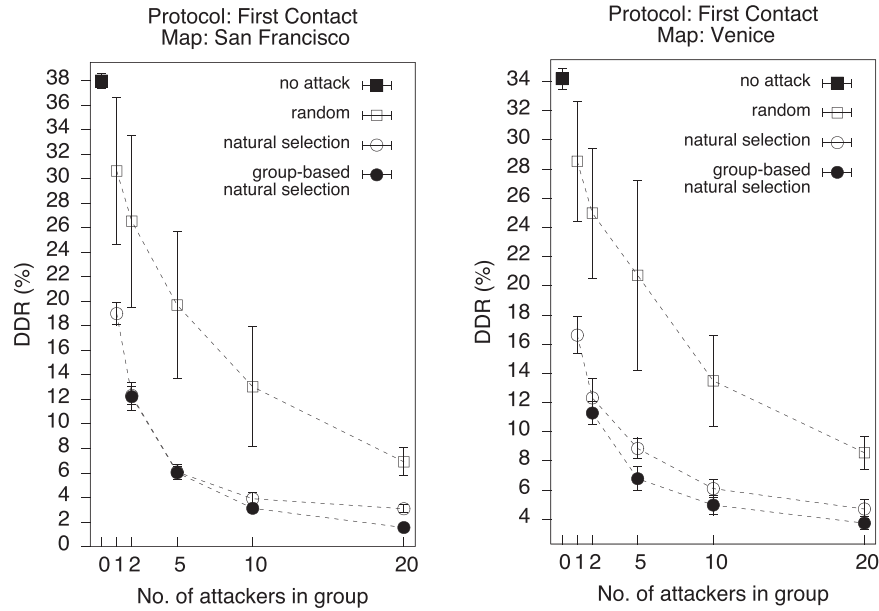 Protocol: First Contact
Map: San Francisco
38
36
34
32
30
28
26
24
22
20
18
16
14
12
10
8
6
4
2
0
DDR (%)
no attack
random
natural selection
group-based
natural selection
0 1 2 5 10 20
No. of attackers in group
Protocol: First Contact
Map: Venice
34
32
30
28
26
24
22
20
18
16
14
12
10
8
6
4
DDR (%)
no attack
random
natural selection
group-based
natural selection
0 1 2 5 10 20
No. of attackers in group